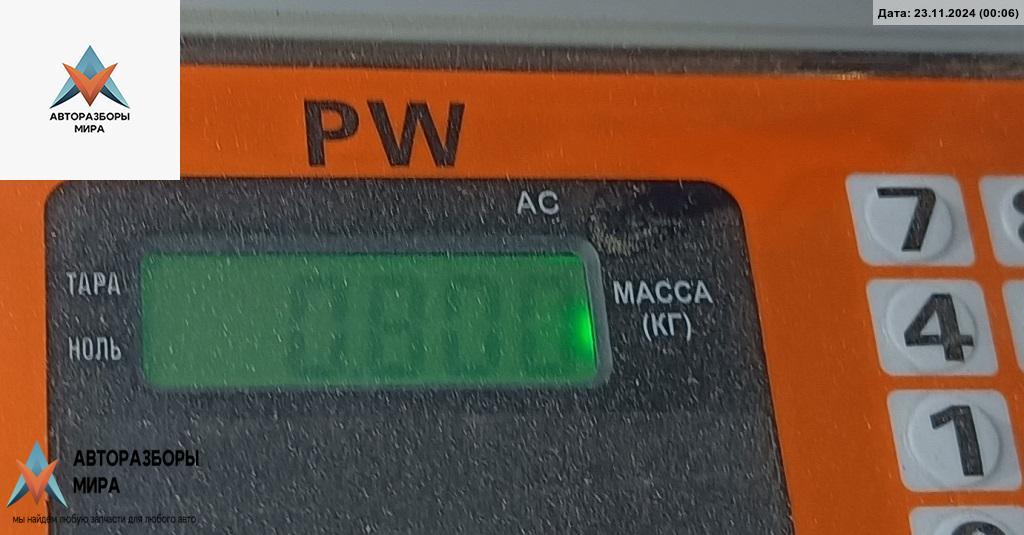 Дата: 23.11.2024 (00:06)
АВТОРАЗБОРЫ
МИРА
PW
AC
7
ТАРА
МАССА
(КГ)
4
НОЛЬ
1
АВТОРАЗБОРЫ
МИРА
мы найдем любую запчасти для любого авто